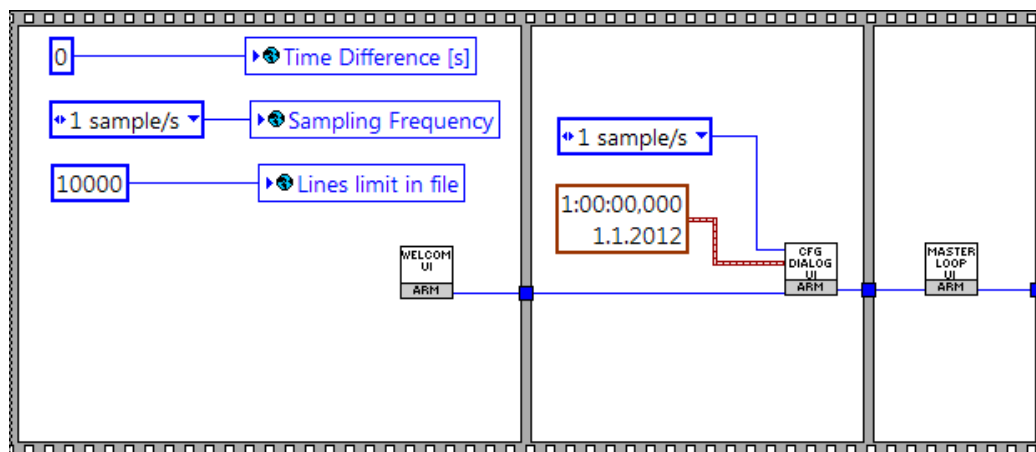 0
Time Difference [s]
1 sample/s
Sampling Frequency
10000
Lines limit in file
WELCOM
UI
ARM
1 sample/s
1:00:00,000
1.1.2012
CFG
DIALOG
UI
ARM
MASTER
LOOP
UI
ARM